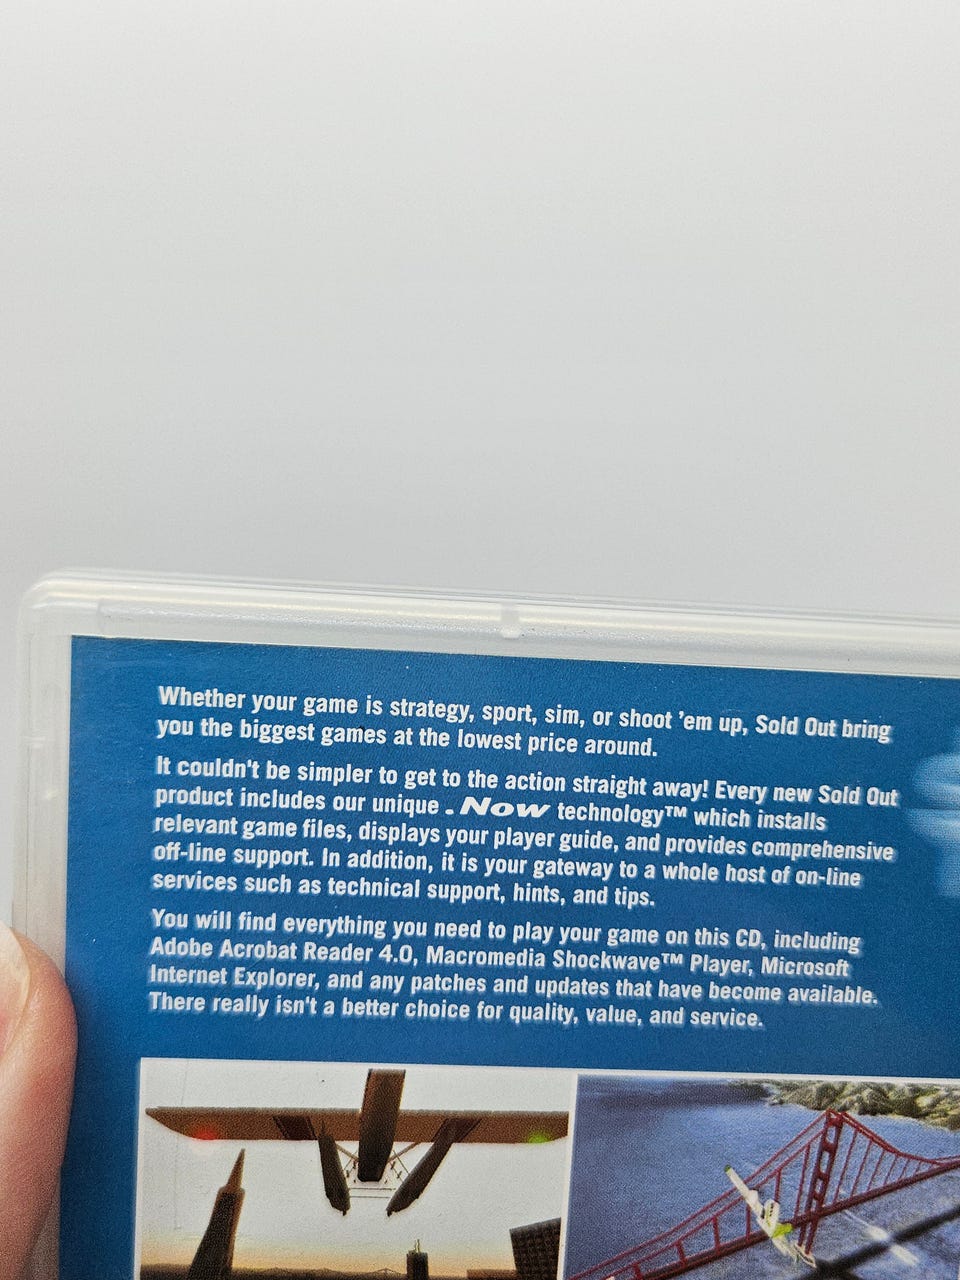 Whether your game is strategy, sport, sim, or shoot 'em up, Sold Out bring
you the biggest games at the lowest price around.
It couldn't be simpler to get to the action straight away! Every new Sold Out
product includes our unique .Now technology™ which installs
relevant game files, displays your player guide, and provides comprehensive
off-line support. In addition, it is your gateway to a whole host of on-line
services such as technical support, hints, and tips.
You will find everything you need to play your game on this CD, including
Adobe Acrobat Reader 4.0, Macromedia Shockwave™ Player, Microsoft
Internet Explorer, and any patches and updates that have become available.
There really isn't a better choice for quality, value, and service.